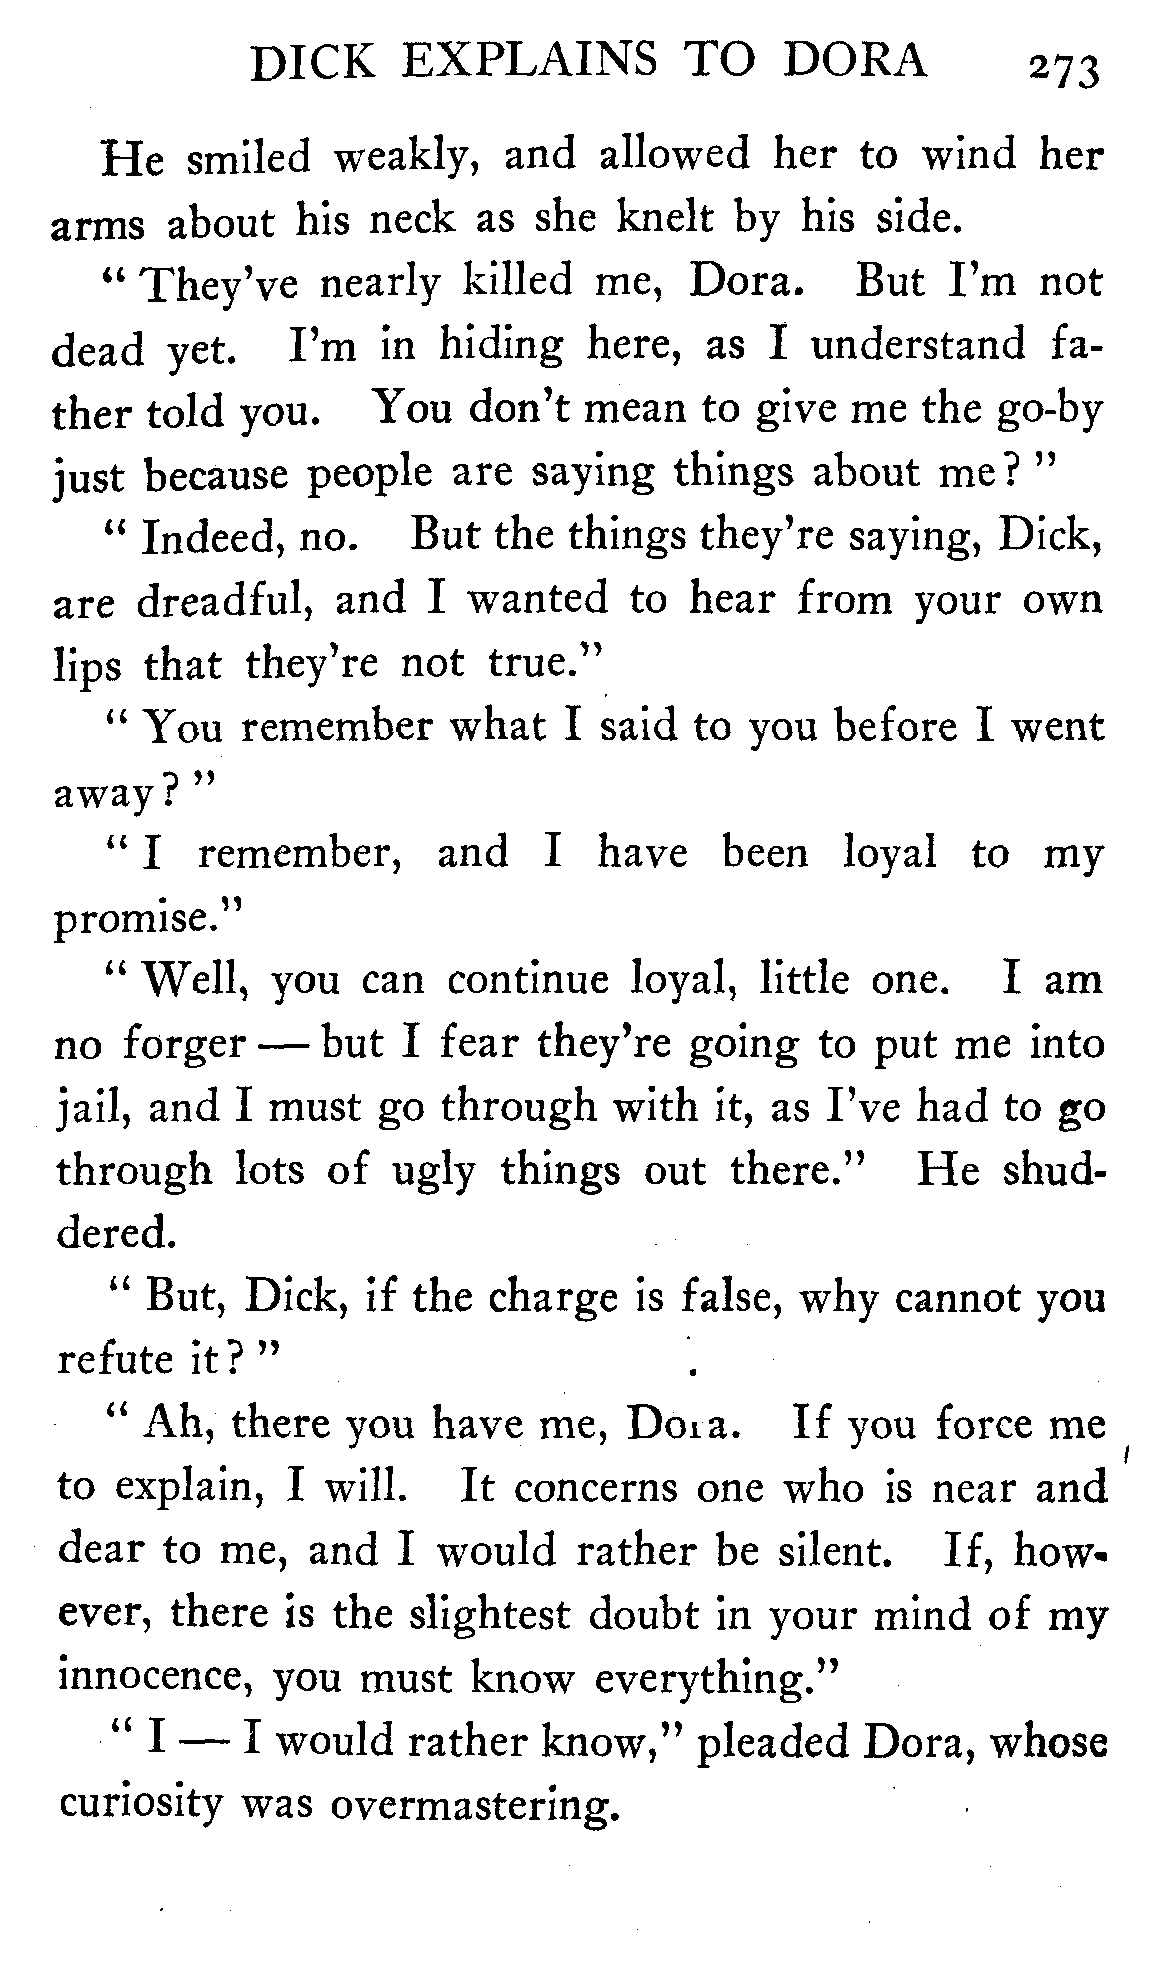 DICK EXPLAINS TO DORA 273
He smiled weakly, and allowed her to wind her
arms about his neck as she knelt by his side.
“ They've nearly killed me, Dora. But I'm not
dead yet. I'm in hiding here, as I understand fa-
ther told you. You don't mean to give me the go-by
just because people are saying things about me? ”
“ Indeed, no. But the things they're saying, Dick,
are dreadful, and I wanted to hear from your own
lips that they're not true.”
“ You remember what I said to you before I went
away? ”
“ I remember, and I have been loyal to my
promise.”
“ Well, you can continue loyal, little one. I am
no forger — but I fear they're going to put me into
jail, and I must go through with it, as I've had to go
through lots of ugly things out there.” He shud-
dered.
“ But, Dick, if the charge is false, why cannot you
refute it? ”
“ Ah, there you have me, Dora. If you force me
to explain, I will. It concerns one who is near and
dear to me, and I would rather be silent. If, how-
ever, there is the slightest doubt in your mind of my
innocence, you must know everything.”
“ I — I would rather know,” pleaded Dora, whose
curiosity was overmastering.